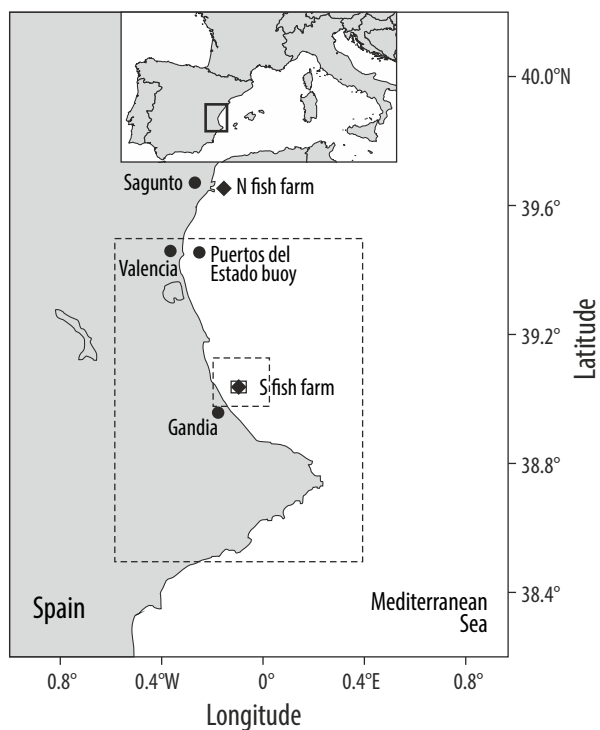 40.0°N
Sagunto
N fish farm
39.6°
Valencia
Puertos del
Estado buoy
39.2°
Latitude
S fish farm
Gandia
38.8°
38.4°
Spain
Mediterranean
Sea
0.8°
0.4°W
0°
0.4°E
0.8°
Longitude